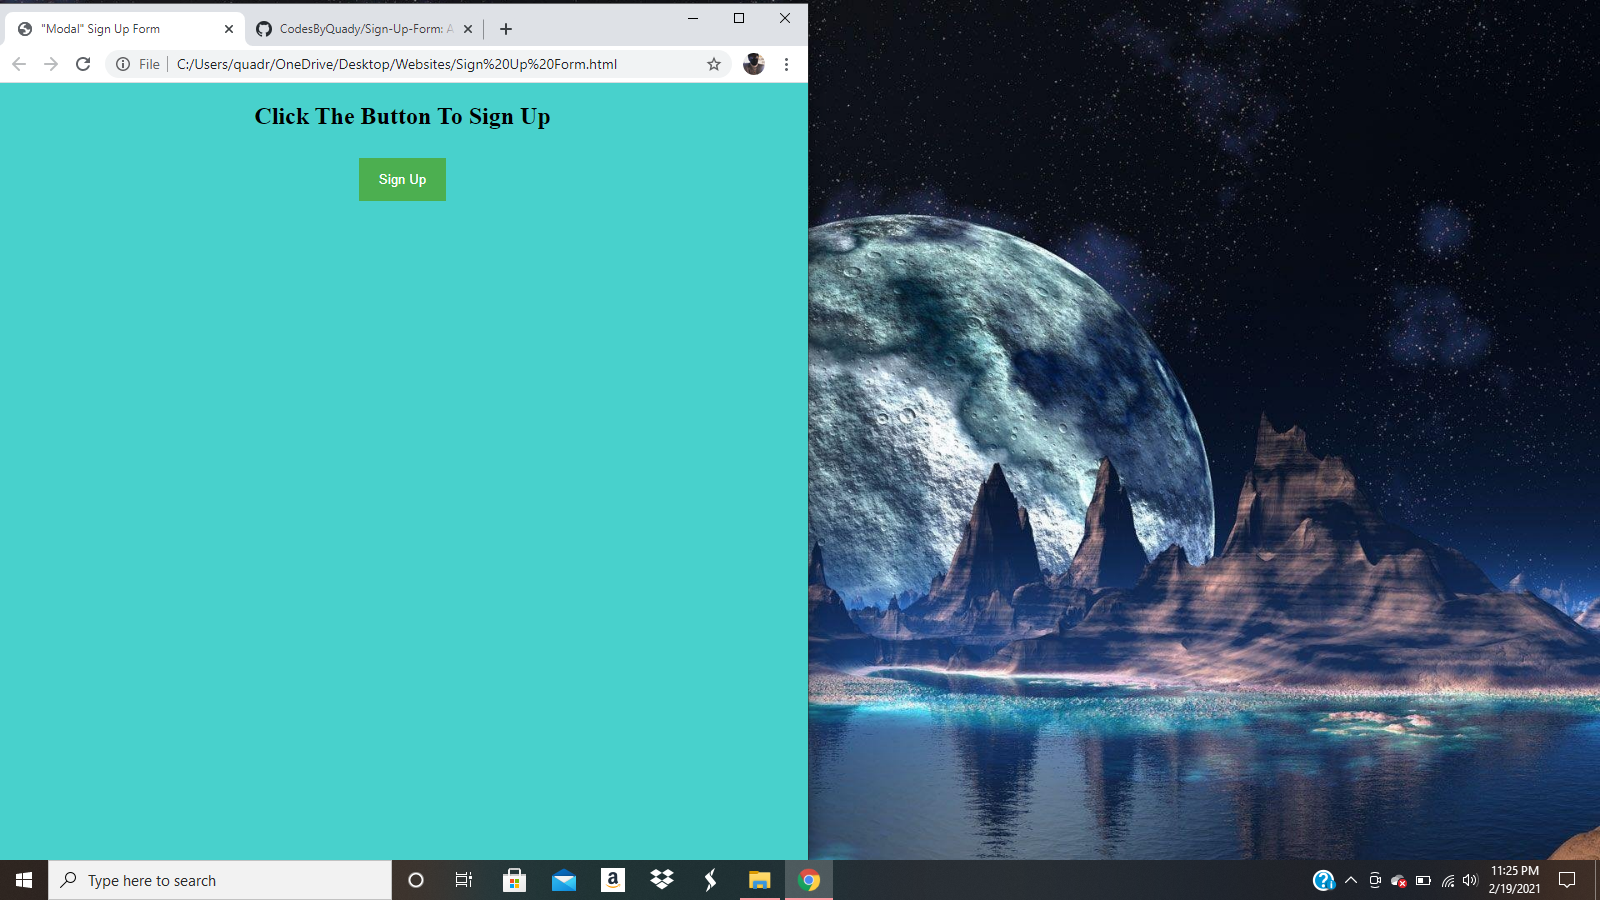 "Modal" Sign Up Form
CodesByQuady/Sign-Up-Form: A
File
C:/Users/quadr/OneDrive/Desktop/Websites/Sign%20Up%20Form.html
Click The Button To Sign Up
Sign Up
Type here to search
a
11:25 PM
2/19/2021